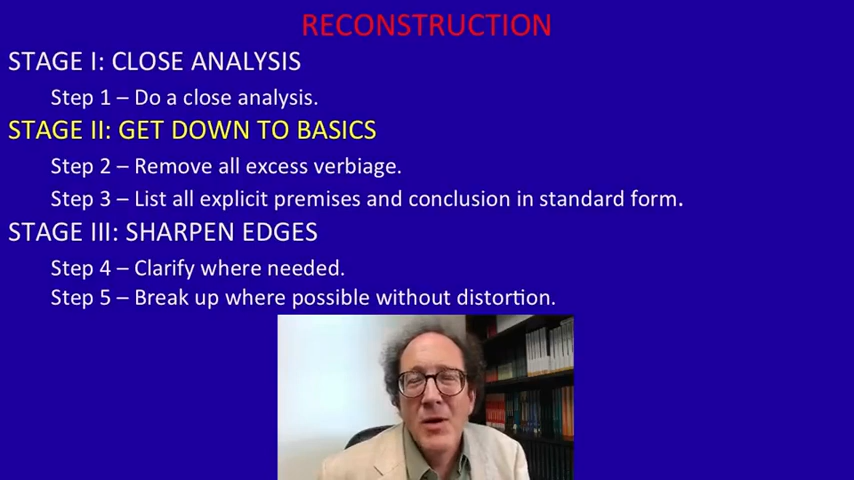 RECONSTRUCTION
STAGE I: CLOSE ANALYSIS
Step 1 – Do a close analysis.
STAGE II: GET DOWN TO BASICS
Step 2 – Remove all excess verbiage.
Step 3 – List all explicit premises and conclusion in standard form.
STAGE III: SHARPEN EDGES
Step 4 – Clarify where needed.
Step 5 – Break up where possible without distortion.